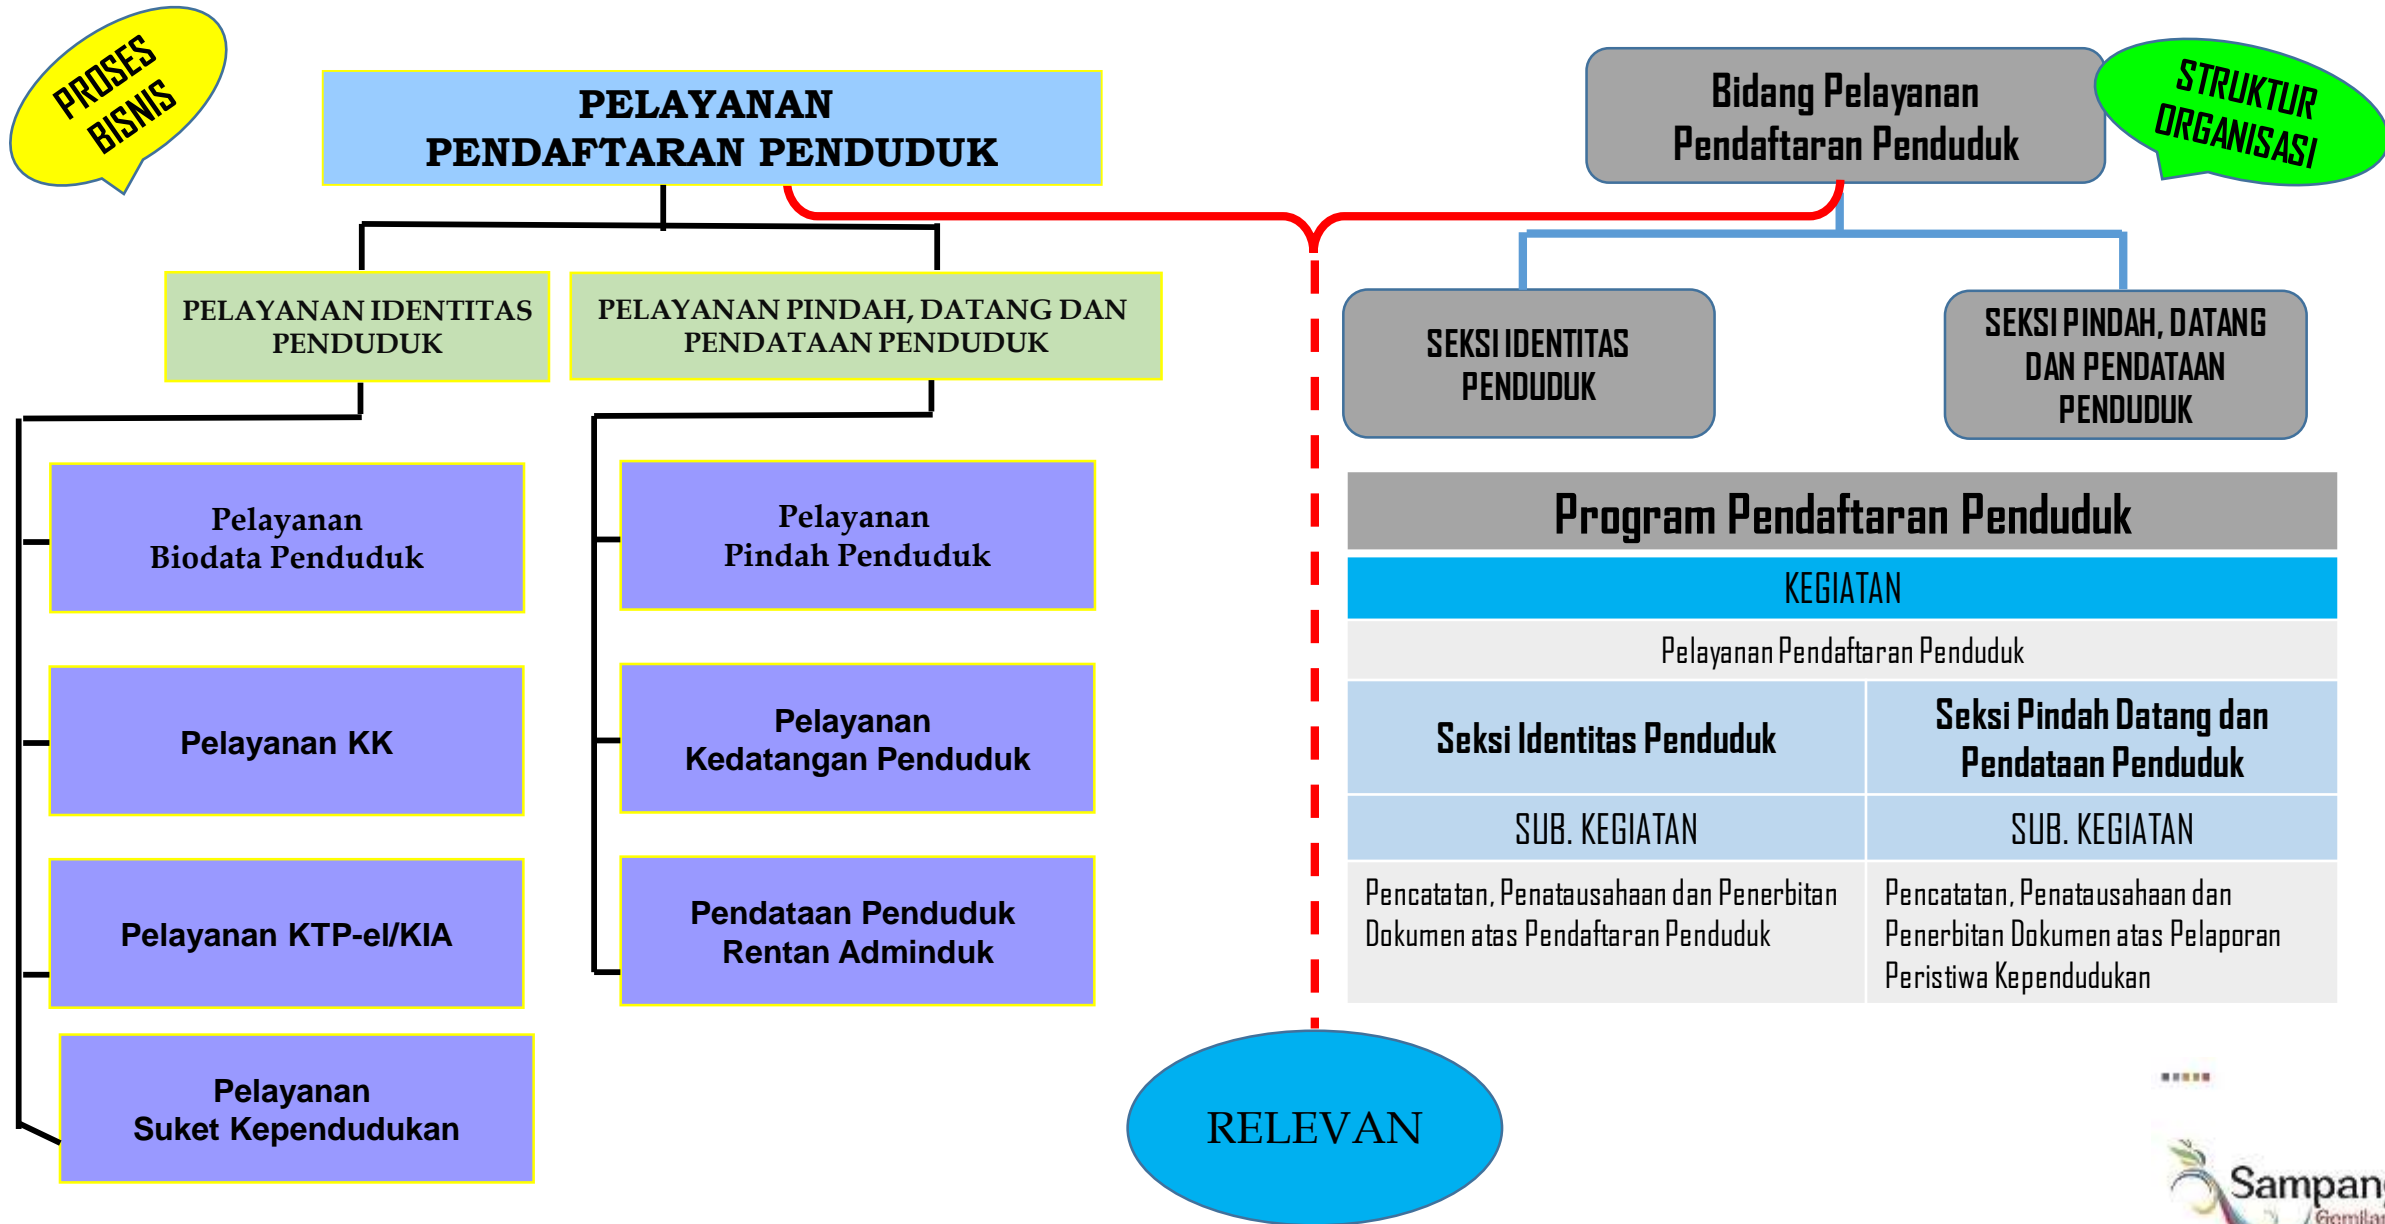 PROSES
BISNIS
PELAYANAN
PENDAFTARAN PENDUDUK
PELAYANAN IDENTITAS
PENDUDUK
PELAYANAN PINDAH, DATANG DAN
PENDATAAN PENDUDUK
Pelayanan
Biodata Penduduk
Pelayanan KK
Pelayanan KTP-el/KIA
Pelayanan
Suket Kependudukan
Pelayanan
Pindah Penduduk
Pelayanan
Kedatangan Penduduk
Pendataan Penduduk
Rentan Adminduk
Bidang Pelayanan
Pendaftaran Penduduk
STRUKTUR
ORGANISASI
SEKSI IDENTITAS
PENDUDUK
SEKSI PINDAH, DATANG
DAN PENDATAAN
PENDUDUK
Program Pendaftaran Penduduk
KEGIATAN
Pelayanan Pendaftaran Penduduk
Seksi Identitas Penduduk
Seksi Pindah Datang dan
Pendataan Penduduk
SUB. KEGIATAN
SUB. KEGIATAN
Pencatatan, Penatausahaan dan Penerbitan
Dokumen atas Pendaftaran Penduduk
Pencatatan, Penatausahaan dan
Penerbitan Dokumen atas Pelaporan
Peristiwa Kependudukan
RELEVAN
Sampang